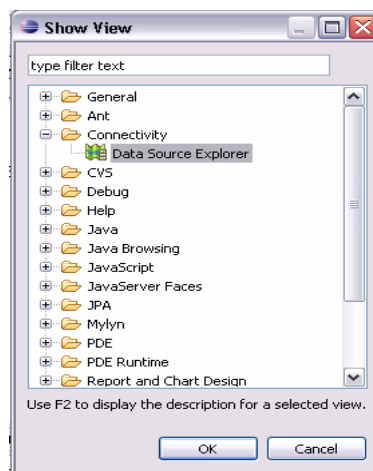 Show View
type filter text
General
Ant
Connectivity
Data Source Explorer
CVS
Debug
Help
Java
Java Browsing
JavaScript
JavaServer Faces
JPA
Mylyn
PDE
PDE Runtime
Report and Chart Design
Use F2 to display the description for a selected view.
OK Cancel